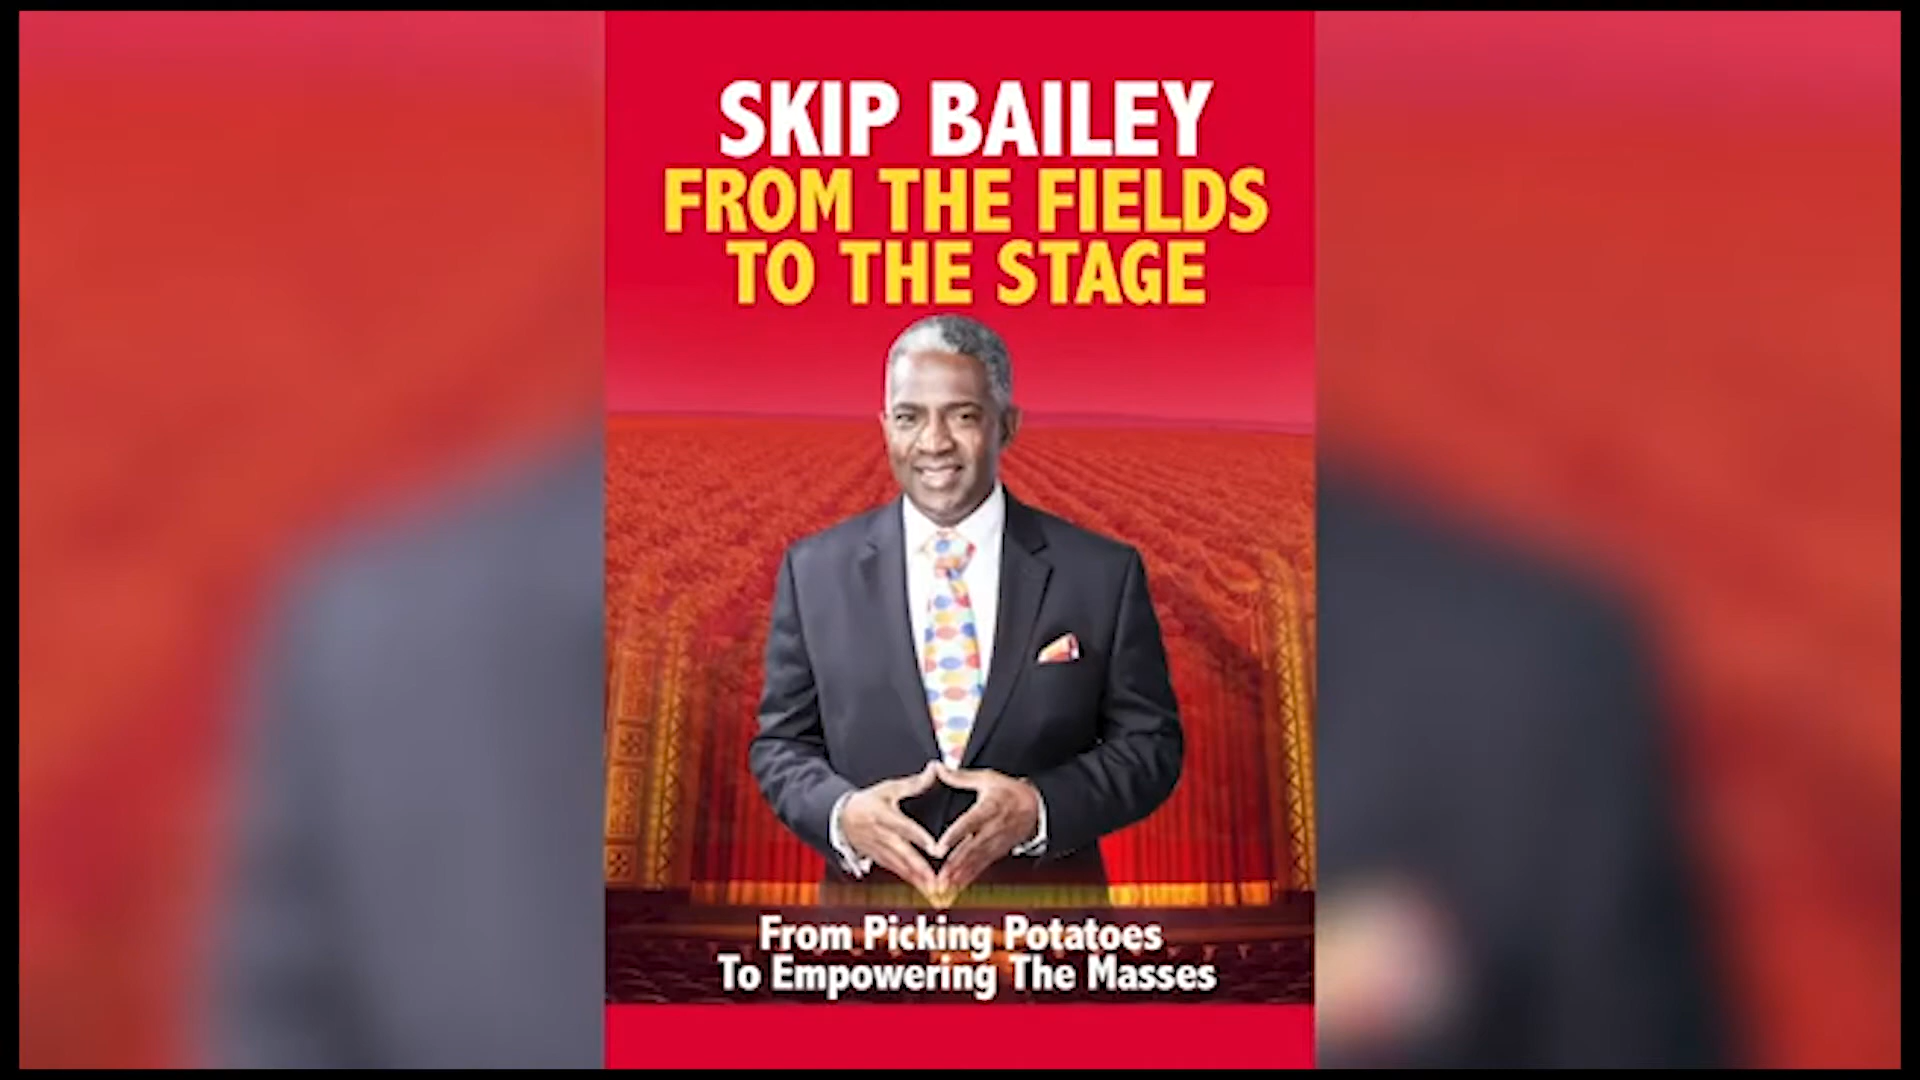 SKIP BAILEY
FROM THE FIELDS
TO THE STAGE
From Picking Potatoes
To Empowering The Masses